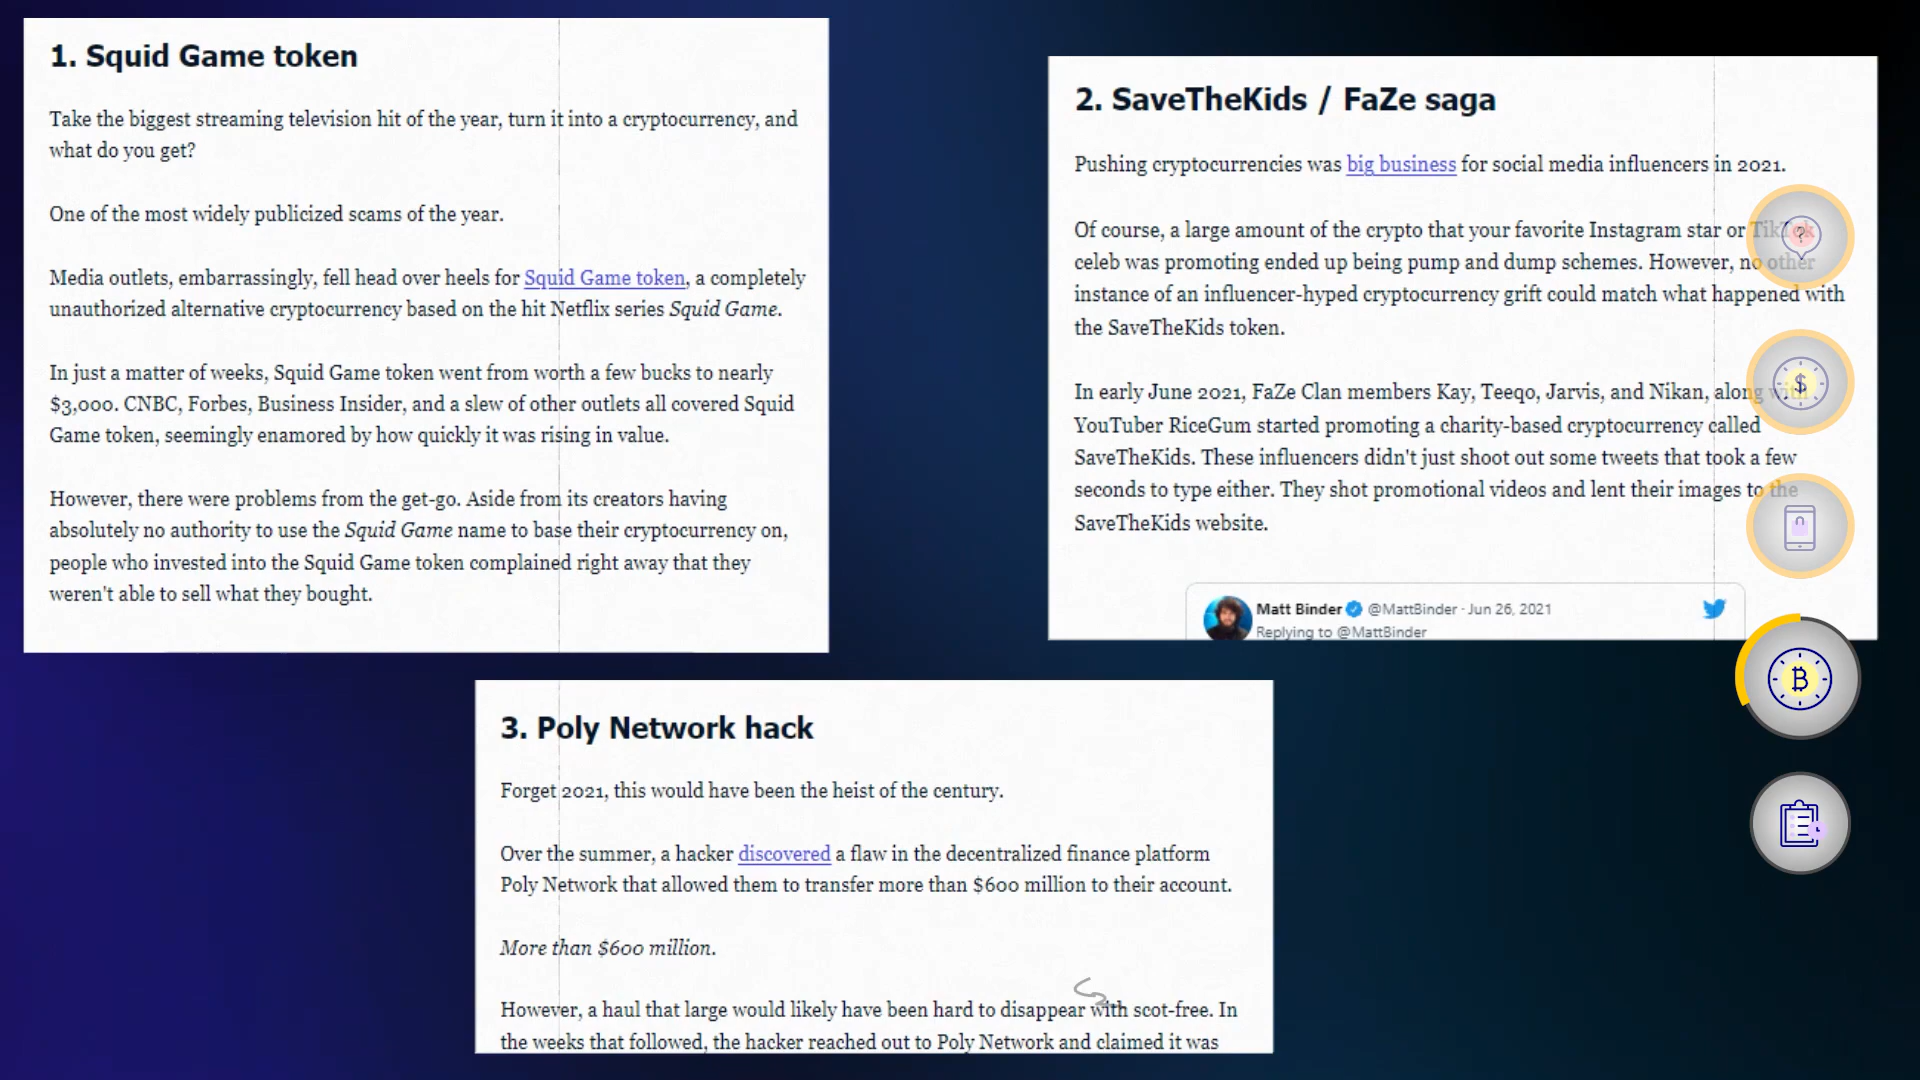 1. Squid Game token
Take the biggest streaming television hit of the year, turn it into a cryptocurrency, and
what do you get?
One of the most widely publicized scams of the year.
Media outlets, embarrassingly, fell head over heels for Squid Game token, a completely
unauthorized alternative cryptocurrency based on the hit Netflix series Squid Game.
In just a matter of weeks, Squid Game token went from worth a few bucks to nearly
$3,000. CNBC, Forbes, Business Insider, and a slew of other outlets all covered Squid
Game token, seemingly enamored by how quickly it was rising in value.
However, there were problems from the get-go. Aside from its creators having
absolutely no authority to use the Squid Game name to base their cryptocurrency on,
people who invested into the Squid Game token complained right away that they
weren't able to sell what they bought.
2. SaveTheKids / FaZe saga
Pushing cryptocurrencies was big business for social media influencers in 2021.
Of course, a large amount of the crypto that your favorite Instagram star or TikTok
celeb was promoting ended up being pump and dump schemes. However, no other
instance of an influencer-hyped cryptocurrency grift could match what happened with
the SaveTheKids token.
In early June 2021, FaZe Clan members Kay, Teeqo, Jarvis, and Nikan, along with
YouTuber RiceGum started promoting a charity-based cryptocurrency called
SaveTheKids. These influencers didn't just shoot out some tweets that took a few
seconds to type either. They shot promotional videos and lent their images to the
SaveTheKids website.
Matt Binder @MattBinder · Jun 26, 2021
Replying to @MattBinder
3. Poly Network hack
Forget 2021, this would have been the heist of the century.
Over the summer, a hacker discovered a flaw in the decentralized finance platform
Poly Network that allowed them to transfer more than $600 million to their account.
More than $600 million.
However, a haul that large would likely have been hard to disappear with scot-free. In
the weeks that followed, the hacker reached out to Poly Network and claimed it was
?
$
B